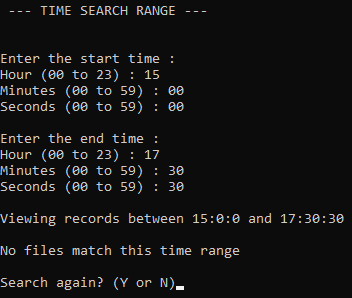 --- TIME SEARCH RANGE ---
Enter the start time :
Hour (00 to 23) : 15
Minutes (00 to 59) : 00
Seconds (00 to 59) : 00
Enter the end time :
Hour (00 to 23) : 17
Minutes (00 to 59) : 30
Seconds (00 to 59) : 30
Viewing records between 15:0:0 and 17:30:30
No files match this time range
Search again? (Y or N)